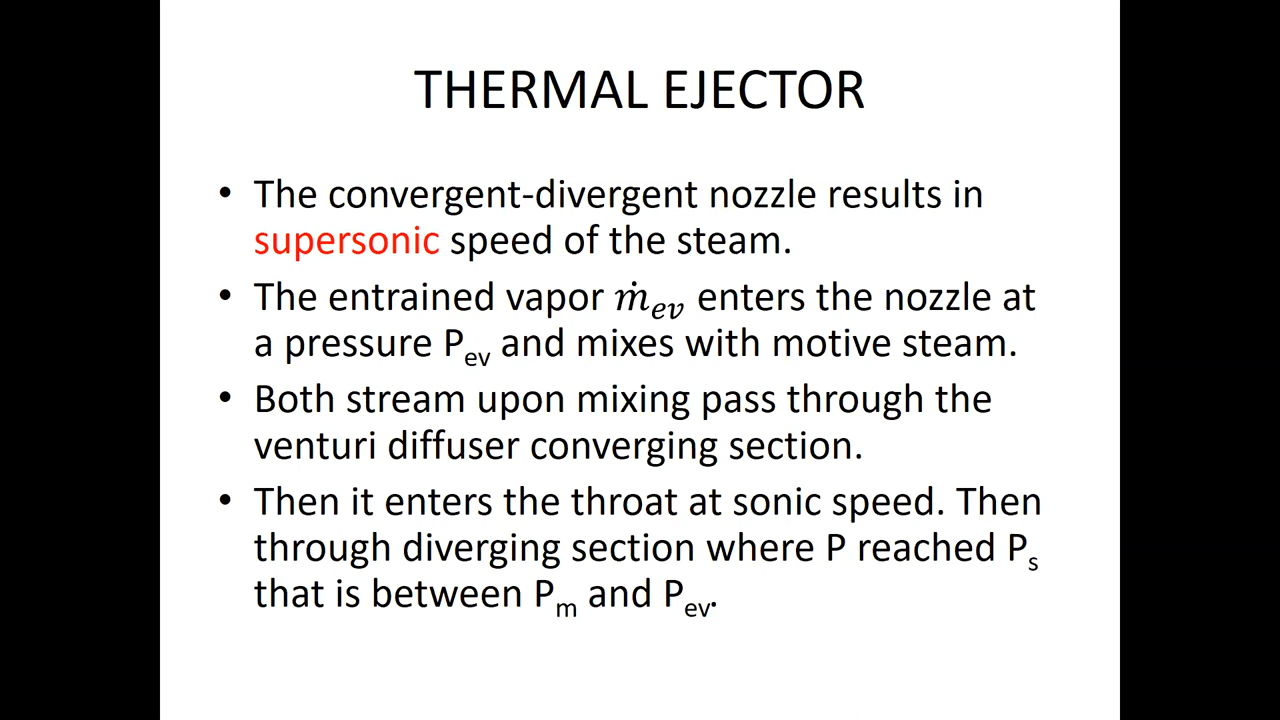 THERMAL EJECTOR
• The convergent-divergent nozzle results in
supersonic speed of the steam.
• The entrained vapor ṁₑᵥ enters the nozzle at
a pressure Pₑᵥ and mixes with motive steam.
• Both stream upon mixing pass through the
venturi diffuser converging section.
• Then it enters the throat at sonic speed. Then
through diverging section where P reached Pₛ
that is between Pₘ and Pₑᵥ.